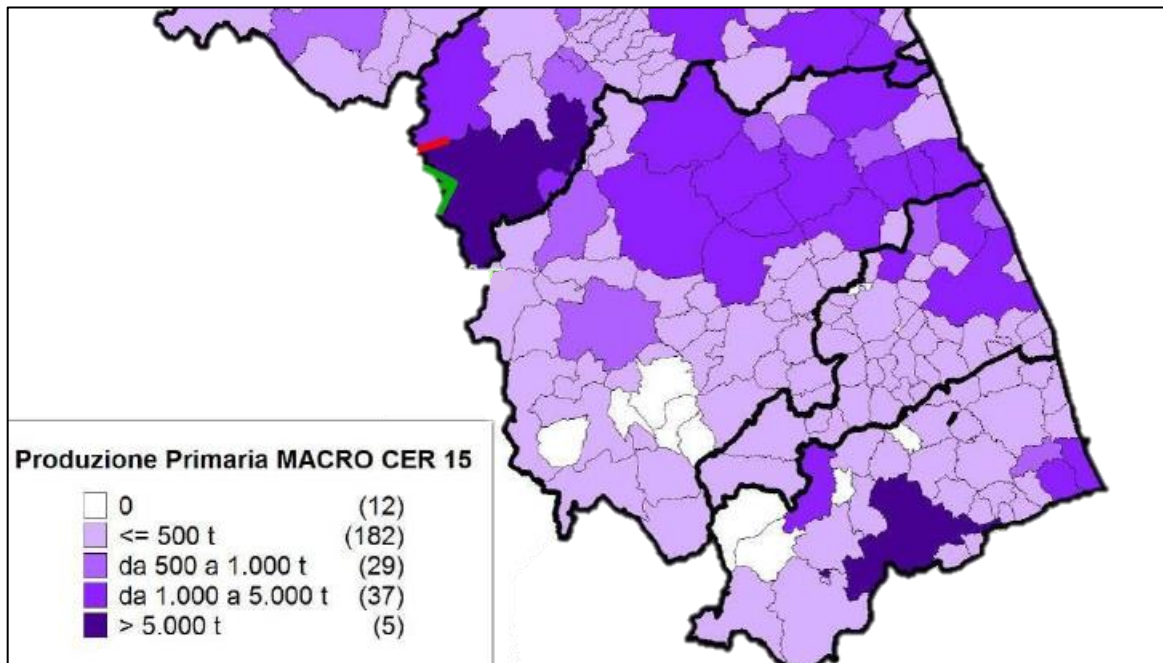 Produzione Primaria MACRO CER 15
0 (12)
<= 500 t (182)
da 500 a 1.000 t (29)
da 1.000 a 5.000 t (37)
> 5.000 t (5)